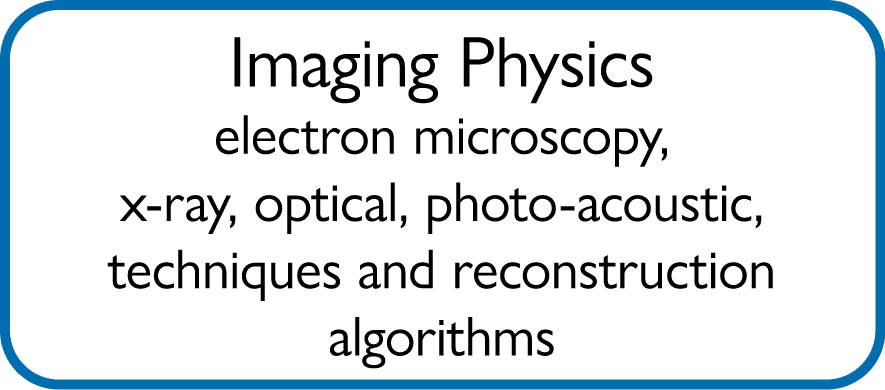 Imaging Physics
electron microscopy,
x-ray, optical, photo-acoustic,
techniques and reconstruction
algorithms